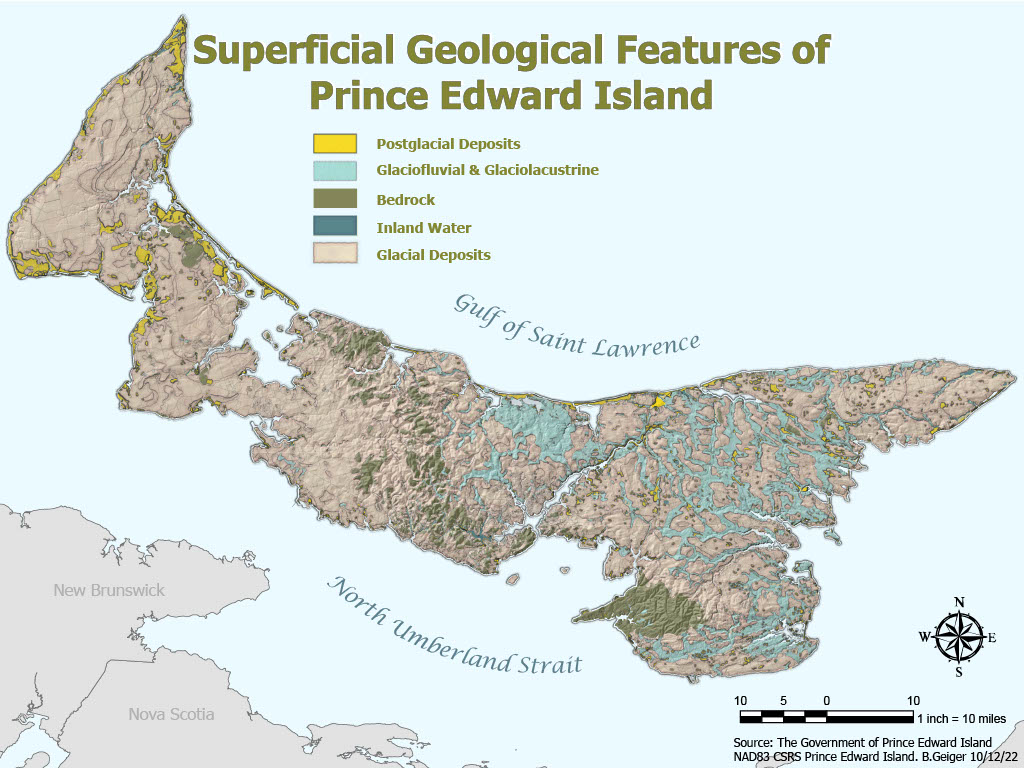 Superficial Geological Features of
Prince Edward Island
Postglacial Deposits
Glaciofluvial & Glaciolacustrine
Bedrock
Inland Water
Glacial Deposits
Gulf of Saint Lawrence
New Brunswick
North Umberland Strait
Nova Scotia
N
W E
S
10 5 0 10
1 inch = 10 miles
Source: The Government of Prince Edward Island
NAD83 CSRS Prince Edward Island. B.Geiger 10/12/22